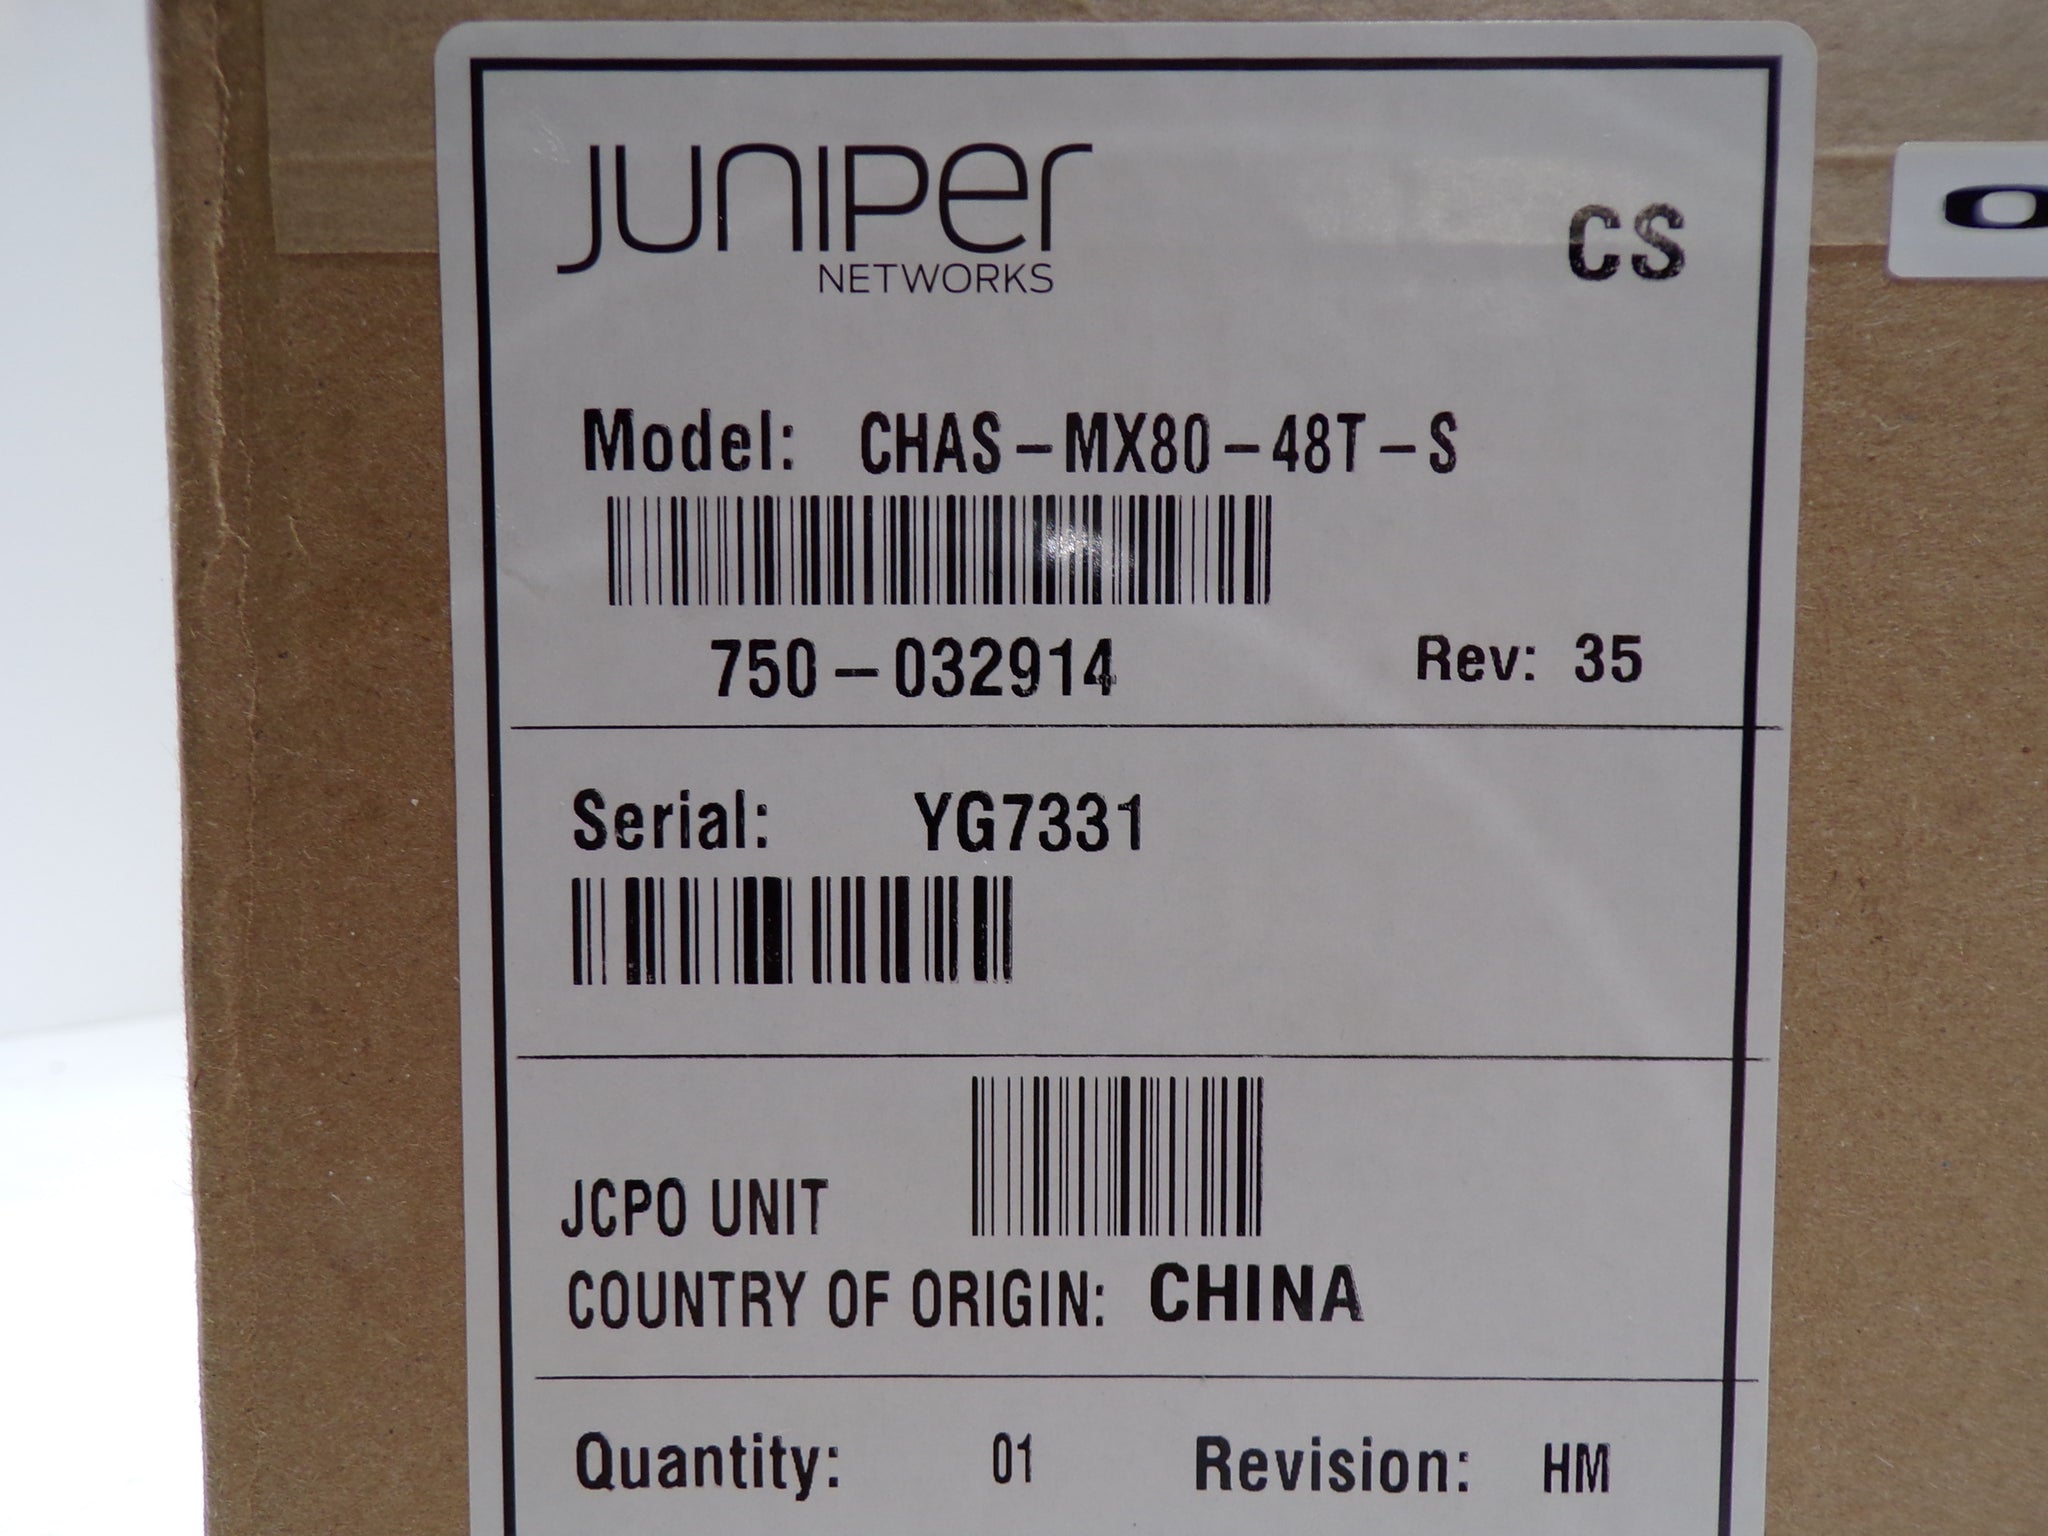 JUNIPer
NETWORKS
CS
Model: CHAS-MX80-48T-S
750-032914 Rev: 35
Serial: YG7331
JCPO UNIT
COUNTRY OF ORIGIN: CHINA
Quantity: 01 Revision: HM